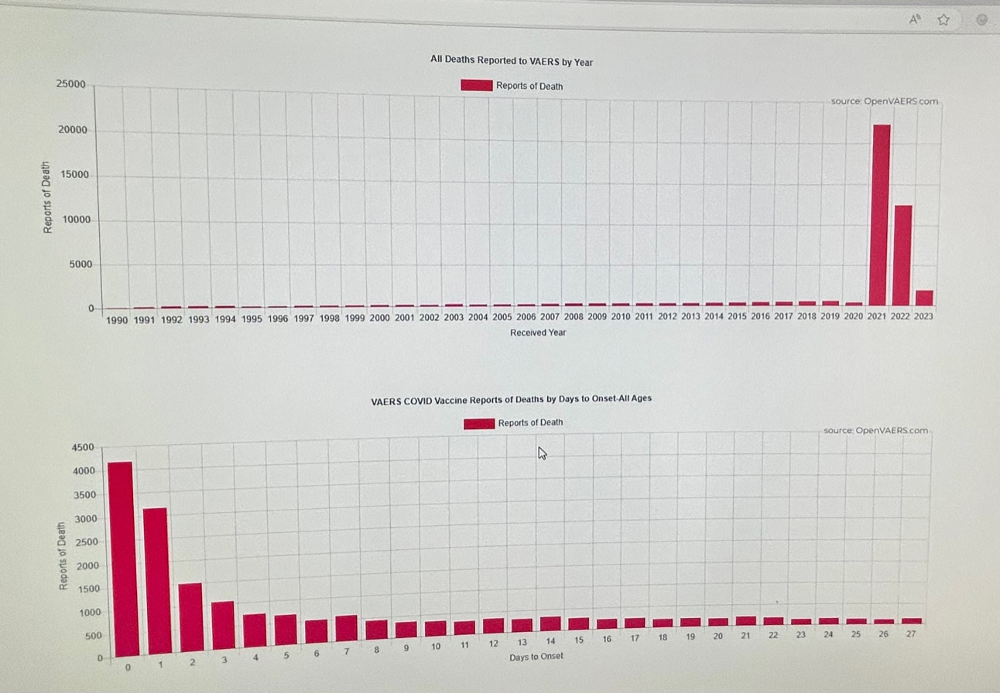 All Deaths Reported to VAERS by Year
Reports of Death
source: OpenVAERS.com
25000
20000
15000
10000
5000
0
Reports of Death
1990 1991 1992 1993 1994 1995 1996 1997 1998 1999 2000 2001 2002 2003 2004 2005 2006 2007 2008 2009 2010 2011 2012 2013 2014 2015 2016 2017 2018 2019 2020 2021 2022 2023
Received Year
VAERS COVID Vaccine Reports of Deaths by Days to Onset-All Ages
Reports of Death
source: OpenVAERS.com
4500
4000
3500
3000
2500
2000
1500
1000
500
0
Reports of Death
0 1 2 3 4 5 6 7 8 9 10 11 12 13 14 15 16 17 18 19 20 21 22 23 24 25 26 27
Days to Onset